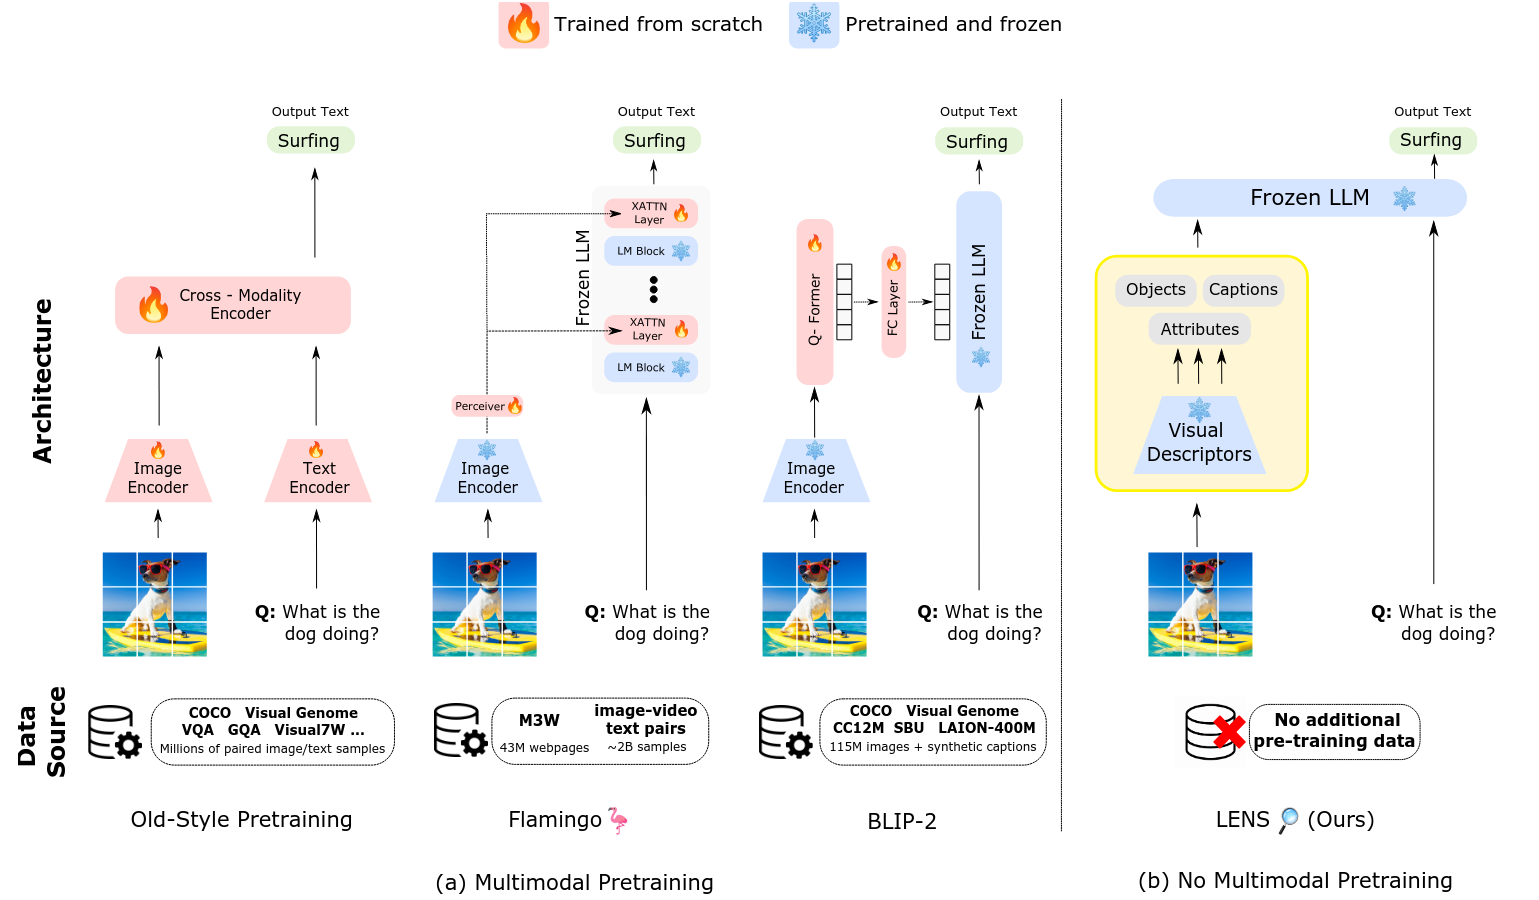 Trained from scratch
Pretrained and frozen
Architecture
Data
Source
Output Text
Surfing
Cross - Modality
Encoder
Image
Encoder
Text
Encoder
Q: What is the
dog doing?
COCO Visual Genome
VQA GQA Visual7W ...
Millions of paired image/text samples
Old-Style Pretraining
Output Text
Surfing
Frozen LLM
XATTN
Layer
LM Block
XATTN
Layer
LM Block
Perceiver
Image
Encoder
Q: What is the
dog doing?
M3W
43M webpages
image-video
text pairs
~2B samples
Flamingo
Output Text
Surfing
Q- Former
FC Layer
Frozen LLM
Image
Encoder
Q: What is the
dog doing?
COCO Visual Genome
CC12M SBU LAION-400M
115M images + synthetic captions
BLIP-2
(a) Multimodal Pretraining
Output Text
Surfing
Frozen LLM
Objects
Captions
Attributes
Visual
Descriptors
Q: What is the
dog doing?
No additional
pre-training data
LENS (Ours)
(b) No Multimodal Pretraining